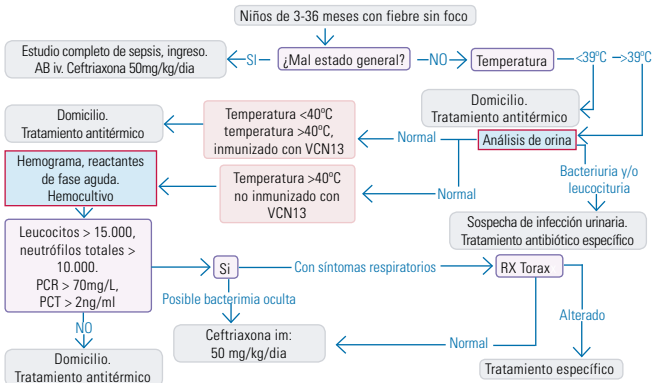 Niños de 3-36 meses con fiebre sin foco
Estudio completo de sepsis, ingreso.
AB iv. Ceftriaxona 50mg/kg/dia
SI
¿Mal estado general?
NO
Temperatura
<39ºC
>39ºC
Domicilio.
Tratamiento antitérmico
Temperatura <40ºC
temperatura >40ºC,
inmunizado con VCN13
Normal
Domicilio.
Tratamiento antitérmico
Análisis de orina
Hemograma, reactantes
de fase aguda.
Hemocultivo
Temperatura >40ºC
no inmunizado con
VCN13
Normal
Bacteriuria y/o
leucocituria
Sospecha de infección urinaria.
Tratamiento antibiótico específico
Leucocitos > 15.000,
neutrófilos totales >
10.000.
PCR > 70mg/L,
PCT > 2ng/ml
Si
Con síntomas respiratorios
RX Torax
Posible bacterimia oculta
Alterado
NO
Ceftriaxona im:
50 mg/kg/dia
Normal
Domicilio.
Tratamiento antitérmico
Tratamiento específico